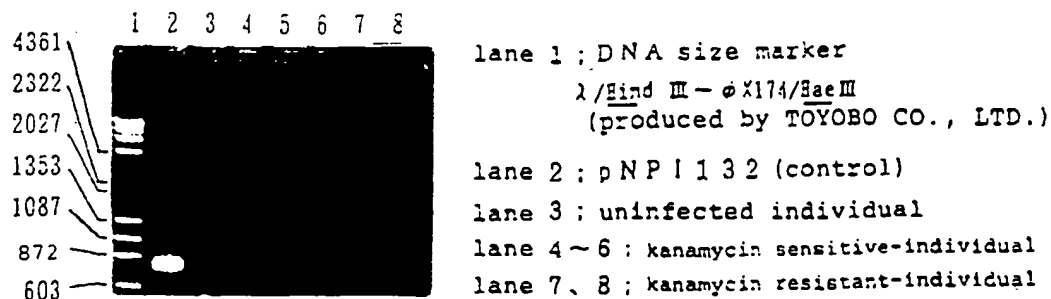 1 2 3 4 5 6 7 8
4361
2322
2027
1353
1087
872
603
lane 1 ; DNA size marker
λ/Hind Ⅲ - φX174/Hae Ⅲ
(produced by TOYOBO CO., LTD.)
lane 2 ; pNPI132 (control)
lane 3 ; uninfected individual
lane 4~6 ; kanamycin sensitive-individual
lane 7、8 ; kanamycin resistant-individual